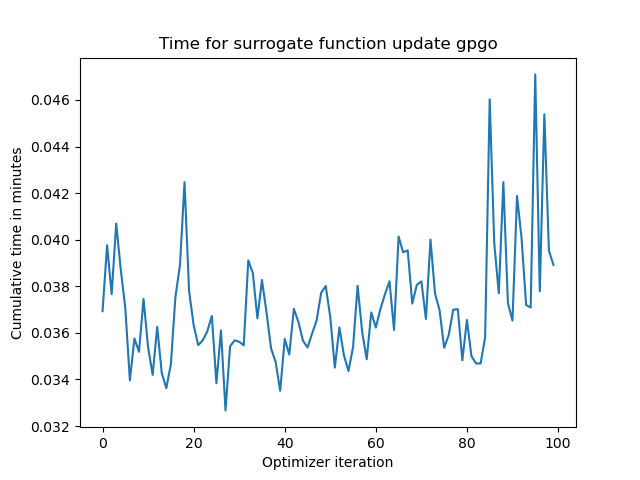 Time for surrogate function update gpgo
Cumulative time in minutes
0.046
0.044
0.042
0.040
0.038
0.036
0.034
0.032
0 20 40 60 80 100
Optimizer iteration